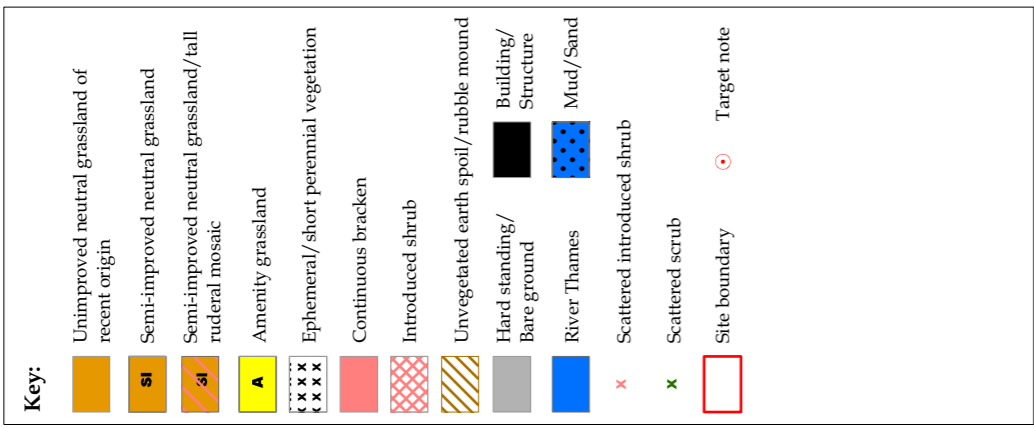 Key:
Unimproved neutral grassland of
recent origin
SI
Semi-improved neutral grassland
SI
Semi-improved neutral grassland/tall
ruderal mosaic
A
Amenity grassland
Ephemeral/short perennial vegetation
Continuous bracken
Introduced shrub
Unvegetated earth spoil/rubble mound
Hard standing/
Bare ground
Building/
Structure
River Thames
Mud/Sand
x
Scattered introduced shrub
x
Scattered scrub
Site boundary
Target note